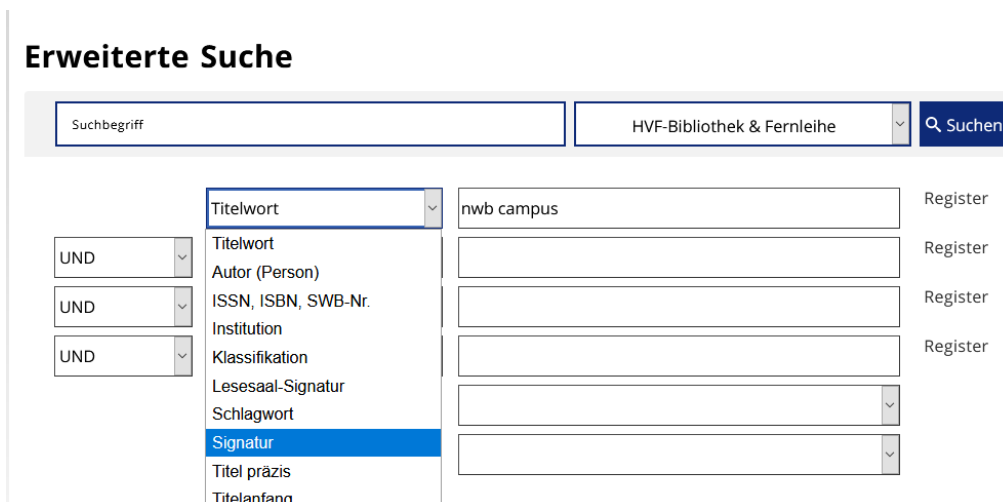 Erweiterte Suche
Suchbegriff HVF-Bibliothek & Fernleihe Suchen
Titelwort nwb campus Register
Titelwort
UND Register
Autor (Person)
ISSN, ISBN, SWB-Nr.
UND Register
Institution
UND Klassifikation Register
Lesesaal-Signatur
Schlagwort
Signatur
Titel präzis
Titelanfang